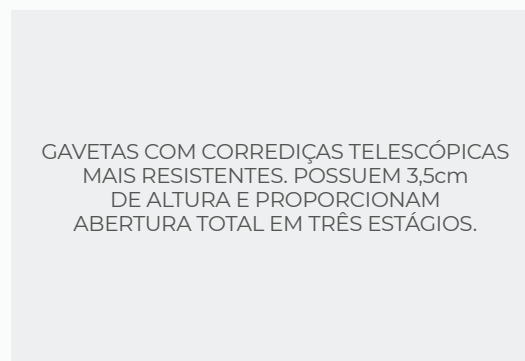 GAVETAS COM CORREDIÇAS TELESCÓPICAS
MAIS RESISTENTES. POSSUEM 3,5cm
DE ALTURA E PROPORCIONAM
ABERTURA TOTAL EM TRÊS ESTÁGIOS.